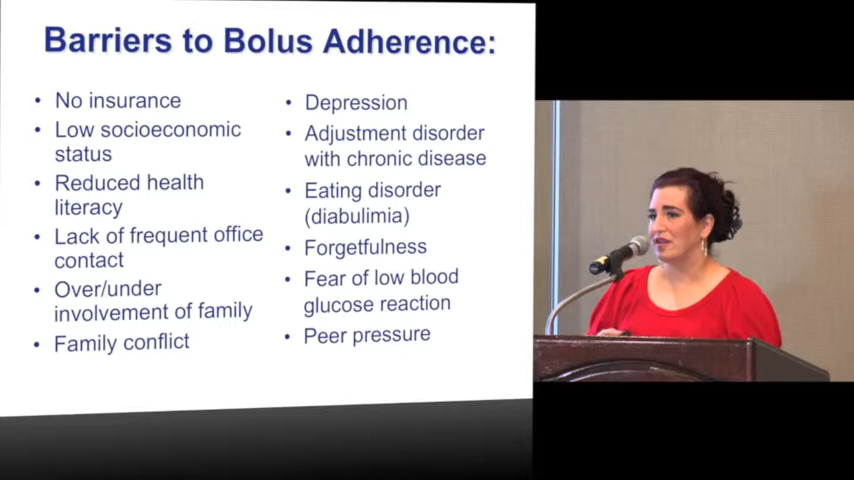 Barriers to Bolus Adherence:
• No insurance
• Low socioeconomic
status
• Reduced health
literacy
• Lack of frequent office
contact
• Over/under
involvement of family
• Family conflict
• Depression
• Adjustment disorder
with chronic disease
• Eating disorder
(diabulimia)
• Forgetfulness
• Fear of low blood
glucose reaction
• Peer pressure